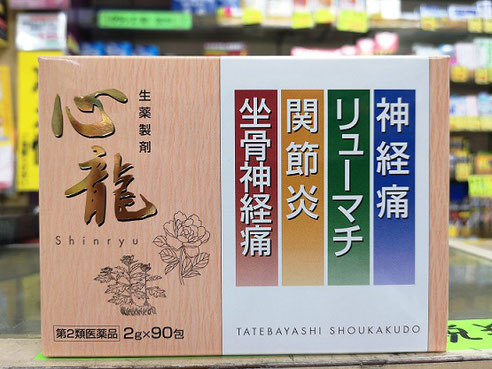 生薬製剤
心龍
Shinryu
第2類医薬品 2g×90包
神経痛
リューマチ
関節炎
坐骨神経痛
TATEBAYASHI SHOUKAKUDO